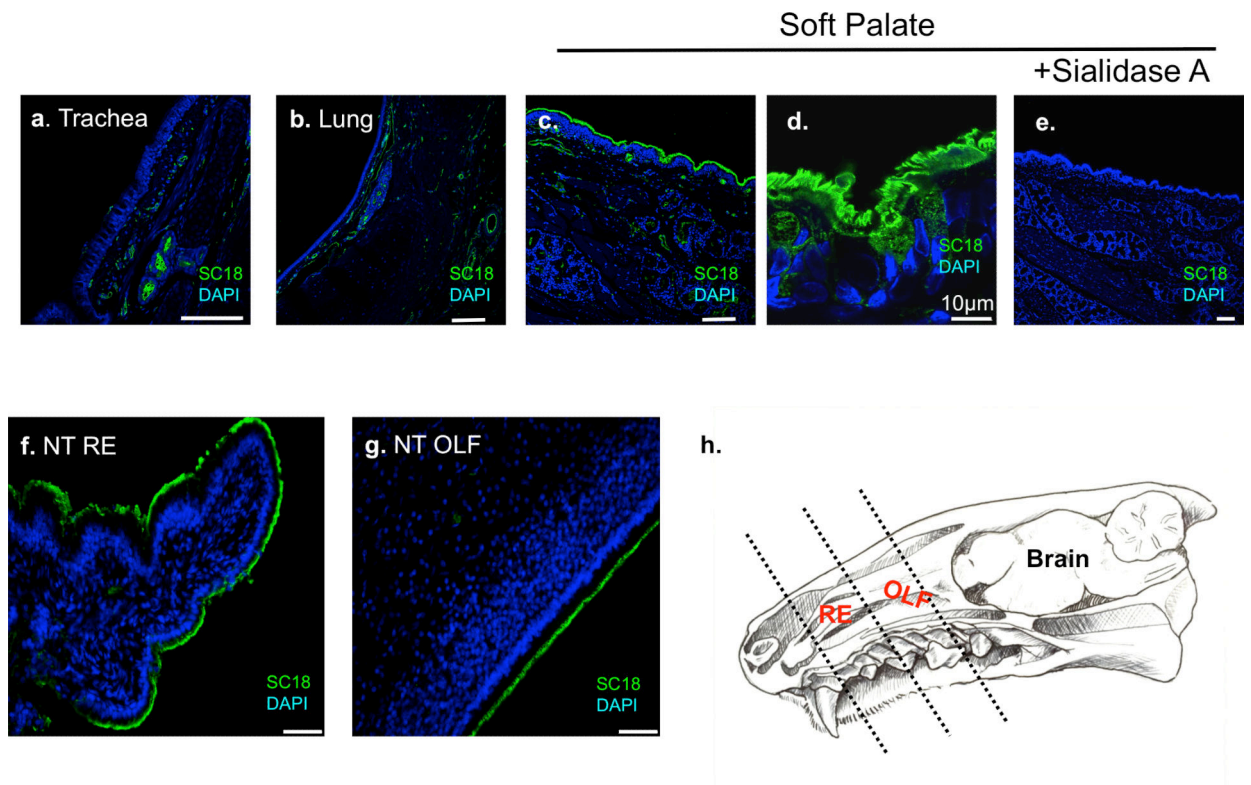 Soft Palate
+Sialidase A
a. Trachea
SC18
DAPI
b. Lung
SC18
DAPI
c.
SC18
DAPI
d.
SC18
DAPI
10μm
e.
SC18
DAPI
f. NT RE
SC18
DAPI
g. NT OLF
SC18
DAPI
h.
Brain
OLF
RE